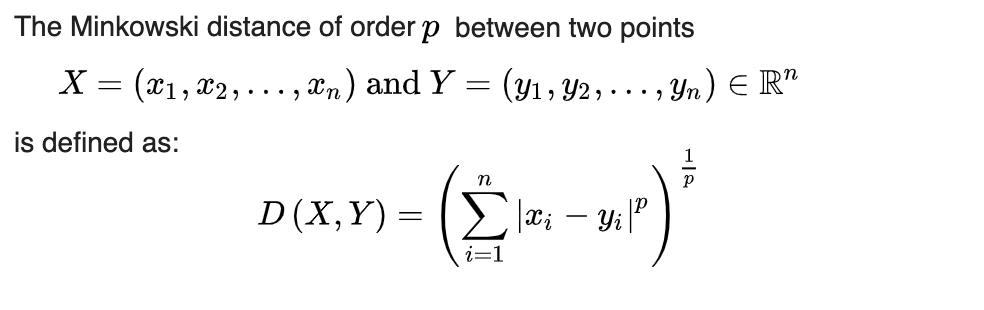 The Minkowski distance of order p between two points
X = (x₁, x₂, . . . , xₙ) and Y = (y₁, y₂, . . . , yₙ) ∈ ℝⁿ
is defined as:
D (X, Y) = (∑ᵢ₌₁ⁿ |xᵢ − yᵢ|ᵖ)^(1/p)